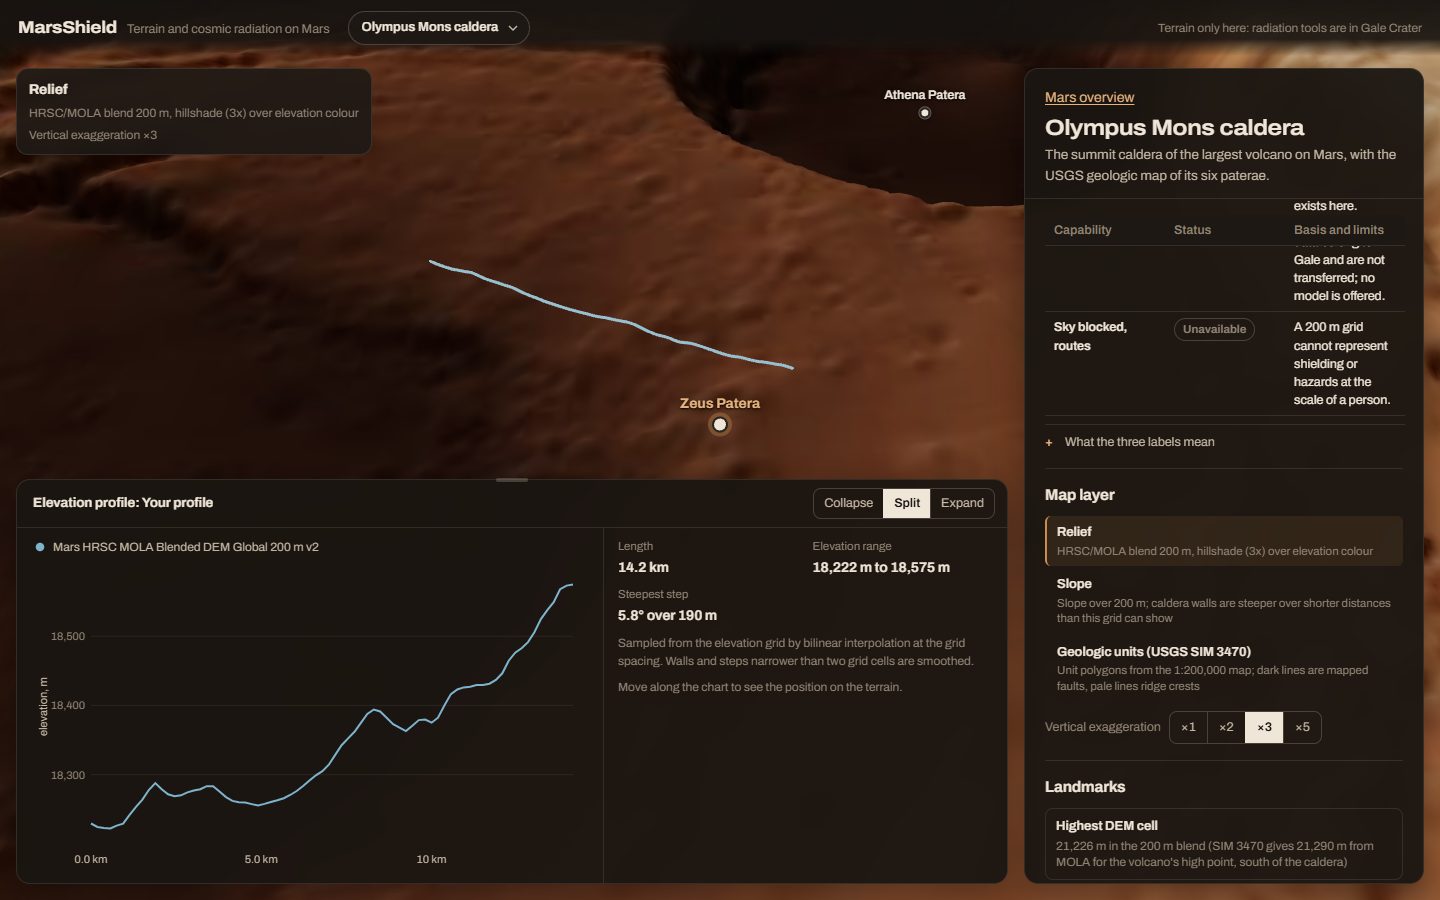 MarsShield Terrain and cosmic radiation on Mars Olympus Mons caldera
Terrain only here: radiation tools are in Gale Crater
Relief
HRSC/MOLA blend 200 m, hillshade (3x) over elevation colour
Vertical exaggeration ×3
Athena Patera
Zeus Patera
Mars overview
Olympus Mons caldera
The summit caldera of the largest volcano on Mars, with the
USGS geologic map of its six paterae.
exists here.
Capability Status Basis and limits
Gale and are not
transferred; no
model is offered.
Sky blocked,
routes
Unavailable
A 200 m grid
cannot represent
shielding or
hazards at the
scale of a person.
+ What the three labels mean
Map layer
Relief
HRSC/MOLA blend 200 m, hillshade (3x) over elevation colour
Slope
Slope over 200 m; caldera walls are steeper over shorter distances
than this grid can show
Geologic units (USGS SIM 3470)
Unit polygons from the 1:200,000 map; dark lines are mapped
faults, pale lines ridge crests
Vertical exaggeration ×1 ×2 ×3 ×5
Landmarks
Highest DEM cell
21,226 m in the 200 m blend (SIM 3470 gives 21,290 m from
MOLA for the volcano's high point, south of the caldera)
Elevation profile: Your profile
Collapse Split Expand
Mars HRSC MOLA Blended DEM Global 200 m v2
elevation, m
18,500
18,400
18,300
0.0 km 5.0 km 10 km
Length
14.2 km
Elevation range
18,222 m to 18,575 m
Steepest step
5.8° over 190 m
Sampled from the elevation grid by bilinear interpolation at the grid
spacing. Walls and steps narrower than two grid cells are smoothed.
Move along the chart to see the position on the terrain.